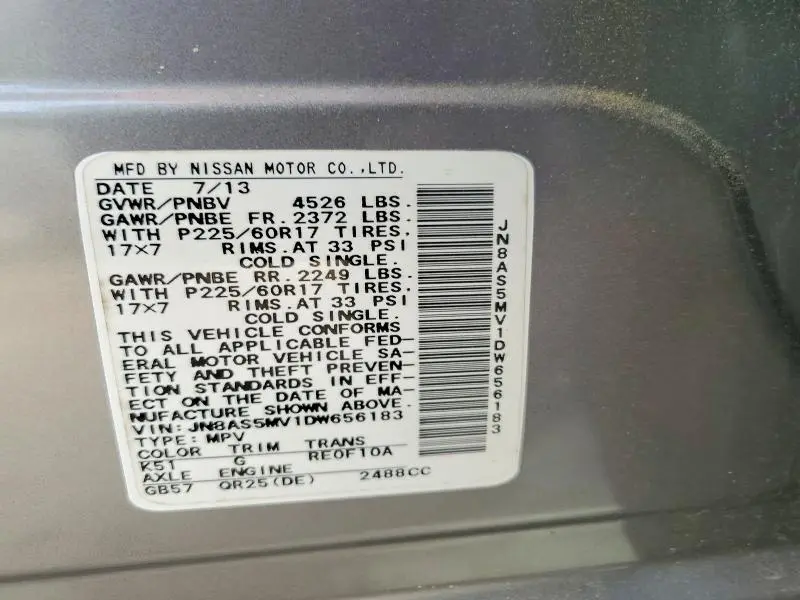 MFD BY NISSAN MOTOR CO.,LTD.
DATE 7/13
GVWR/PNBV 4526 LBS.
GAWR/PNBE FR. 2372 LBS.
WITH P225/60R17 TIRES.
17×7 RIMS.AT 33 PSI
COLD SINGLE.
GAWR/PNBE RR. 2249 LBS.
WITH P225/60R17 TIRES.
17×7 RIMS.AT 33 PSI
COLD SINGLE.
THIS VEHICLE CONFORMS
TO ALL APPLICABLE FED-
ERAL MOTOR VEHICLE SA-
FETY AND THEFT PREVEN-
TION STANDARDS IN EFF-
ECT ON THE DATE OF MA-
NUFACTURE SHOWN ABOVE.
VIN: JN8AS5MV1DW656183
TYPE: MPV
COLOR TRIM TRANS
K51 G RE0F10A
AXLE ENGINE
GB57 QR25(DE) 2488CC
JN8AS5MV1DW656183